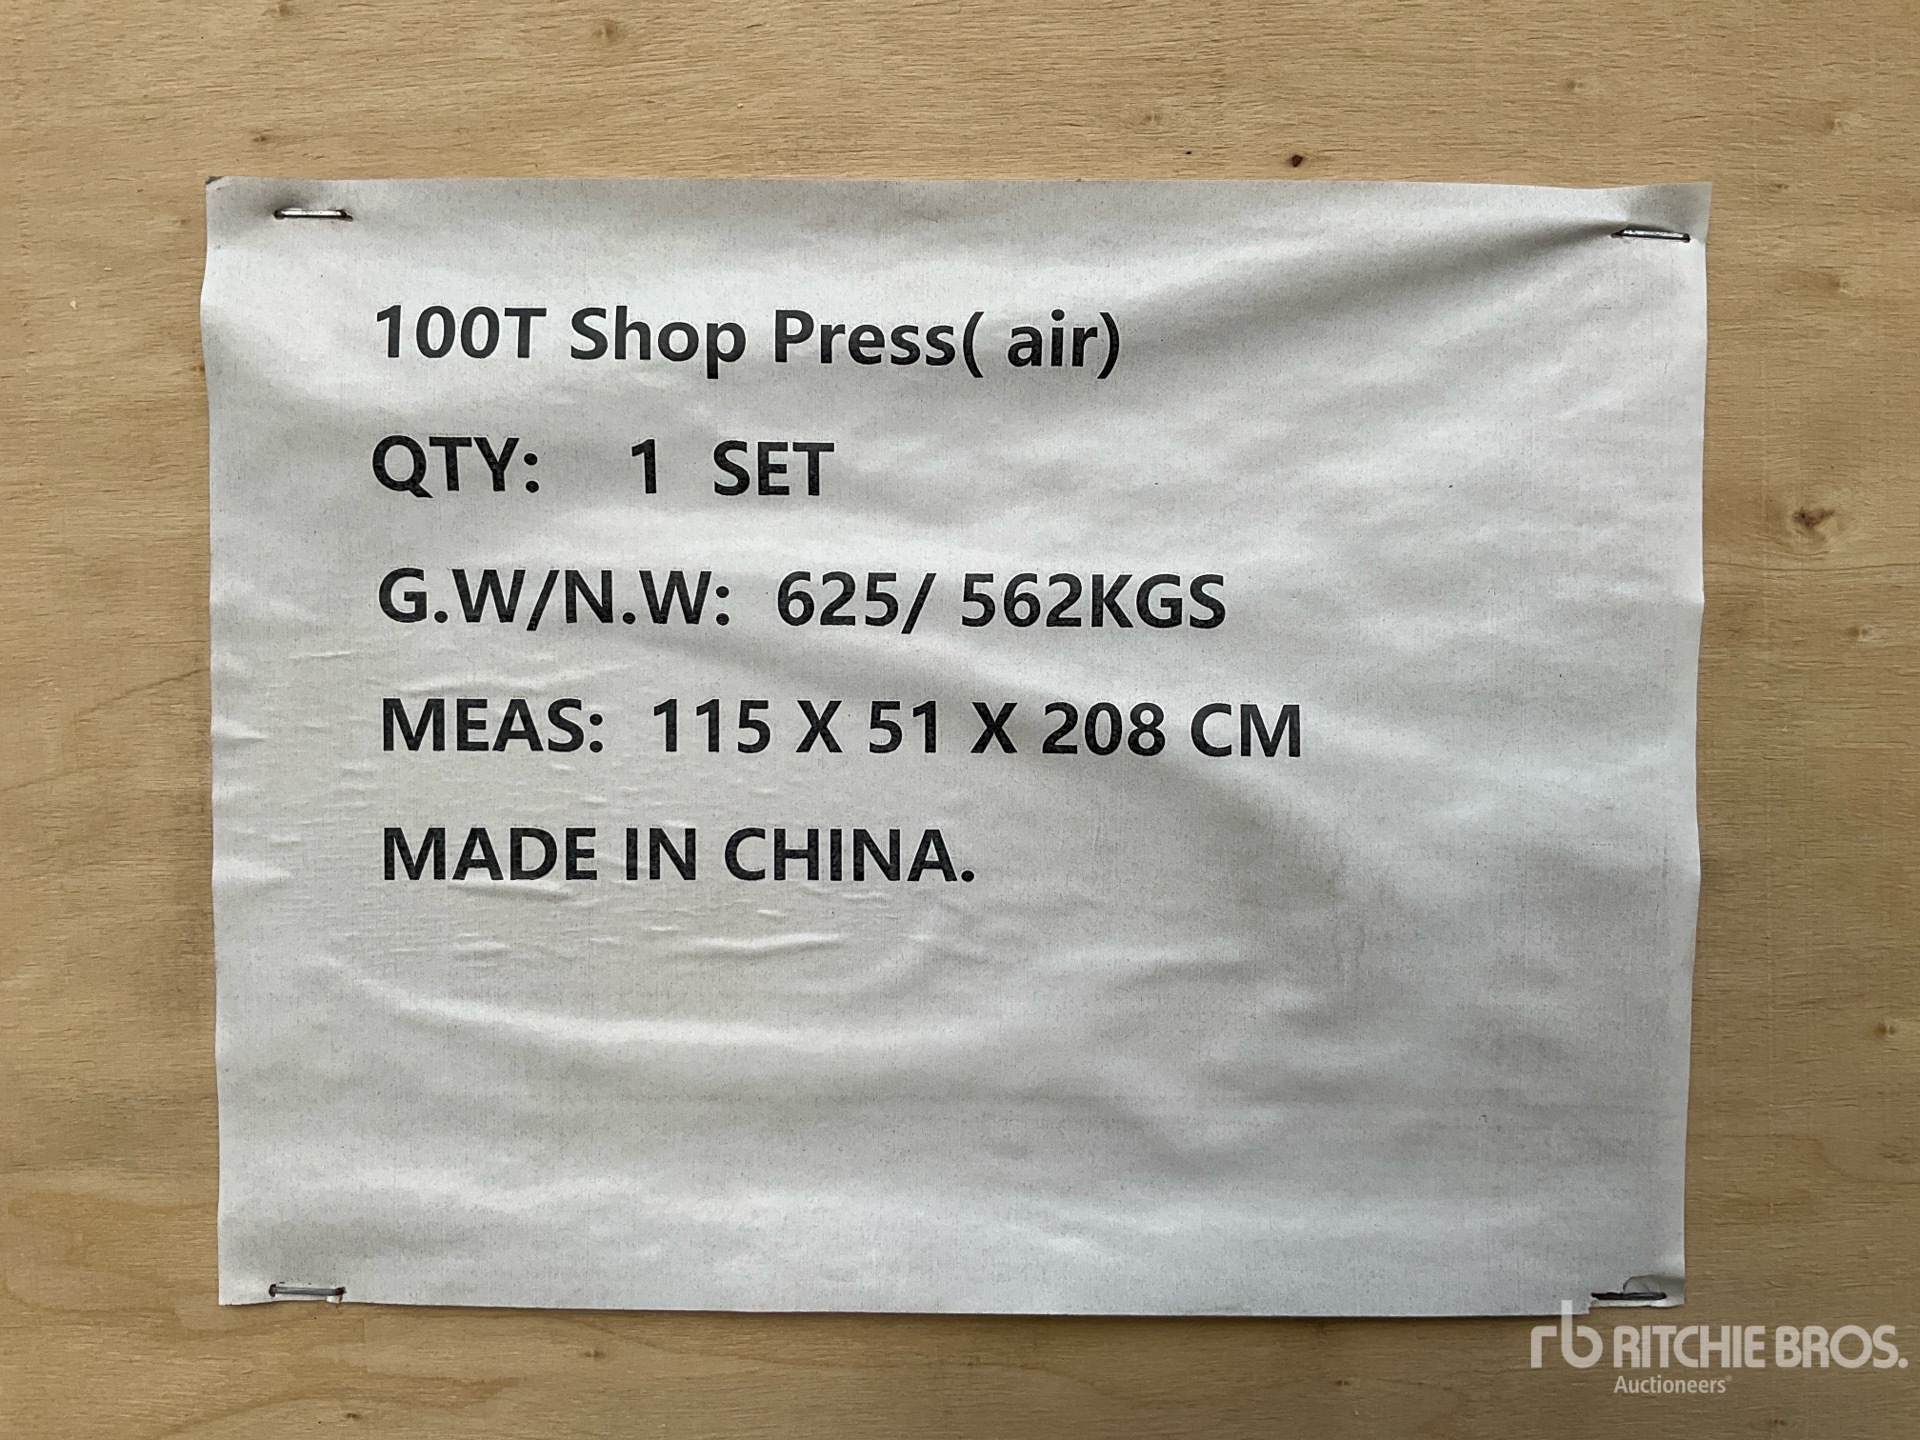 100T Shop Press( air)
QTY: 1 SET
G.W/N.W: 625/ 562KGS
MEAS: 115 X 51 X 208 CM
MADE IN CHINA.
rb RITCHIE BROS.
Auctioneers®